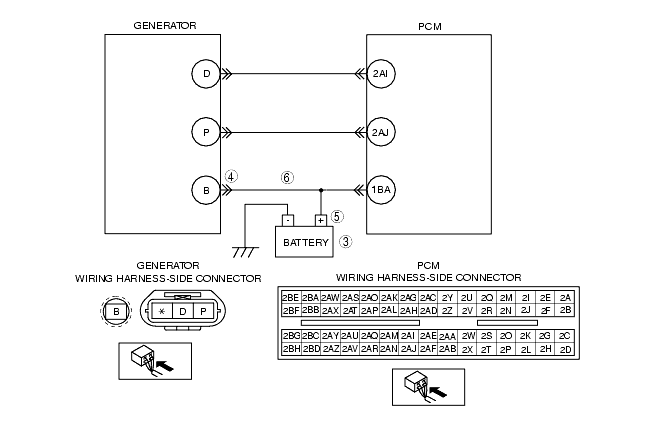 GENERATOR
PCM
D
2AI
P
2AJ
④
⑥
B
1BA
⑤
- +
BATTERY
③
GENERATOR
WIRING HARNESS-SIDE CONNECTOR
PCM
WIRING HARNESS-SIDE CONNECTOR
B
* D P
2BE 2BA 2AW 2AS 2AO 2AK 2AG 2AC 2Y 2U 2Q 2M 2I 2E 2A
2BF 2BB 2AX 2AT 2AP 2AL 2AH 2AD 2Z 2V 2R 2N 2J 2F 2B
2BG 2BC 2AY 2AU 2AQ 2AM 2AI 2AE 2AA 2W 2S 2O 2K 2G 2C
2BH 2BD 2AZ 2AV 2AR 2AN 2AJ 2AF 2AB 2X 2T 2P 2L 2H 2D